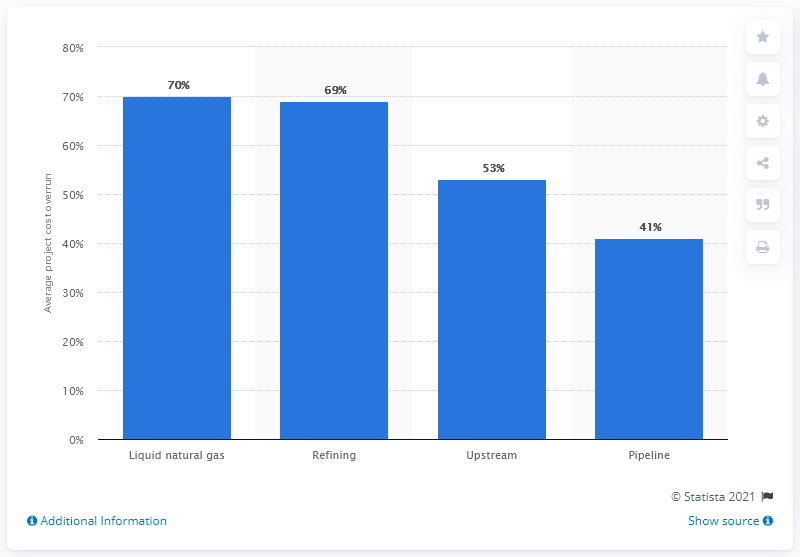 80%
70%
60%
50%
40%
30%
20%
10%
0%
Average project cost overrun
70%
69%
53%
41%
Liquid natural gas
Refining
Upstream
Pipeline
© Statista 2021
Additional Information
Show source